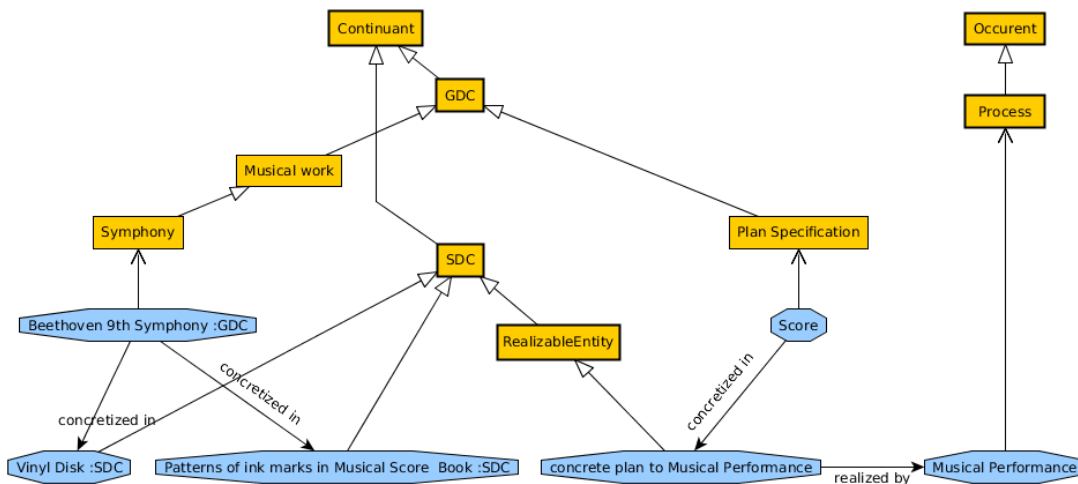 Continuant
Occurent
GDC
Process
Musical work
Symphony
Plan Specification
SDC
Beethoven 9th Symphony :GDC
Score
RealizableEntity
concretized in
concretized in
concretized in
Vinyl Disk :SDC
Patterns of ink marks in Musical Score  Book :SDC
concrete plan to Musical Performance
Musical Performance
realized by